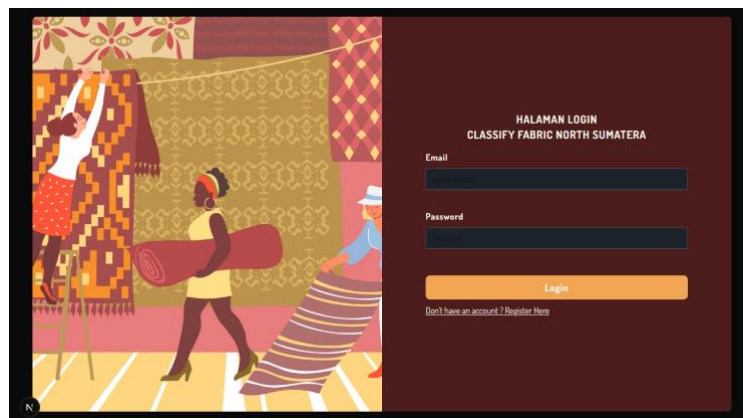 HALAMAN LOGIN
CLASSIFY FABRIC NORTH SUMATERA
Email
Password
Login
Don't have an account ? Register Here
N